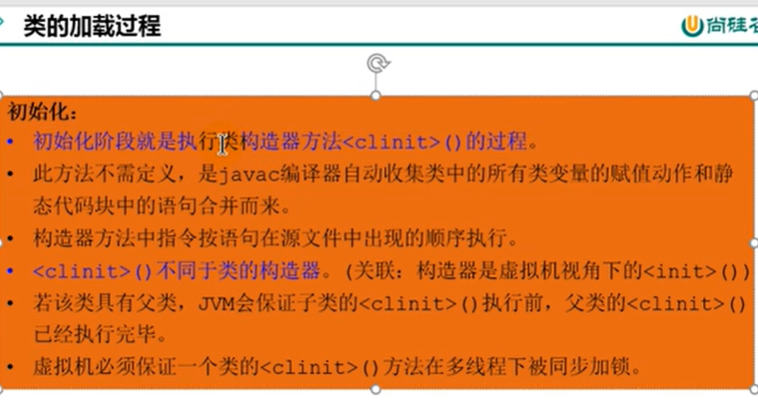 类的加载过程
尚硅谷
初始化：
• 初始化阶段就是执行类构造器方法<clinit>()的过程。
• 此方法不需定义，是javac编译器自动收集类中的所有类变量的赋值动作和静
态代码块中的语句合并而来。
• 构造器方法中指令按语句在源文件中出现的顺序执行。
• <clinit>()不同于类的构造器。(关联：构造器是虚拟机视角下的<init>())
• 若该类具有父类，JVM会保证子类的<clinit>()执行前，父类的<clinit>()
已经执行完毕。
• 虚拟机必须保证一个类的<clinit>()方法在多线程下被同步加锁。